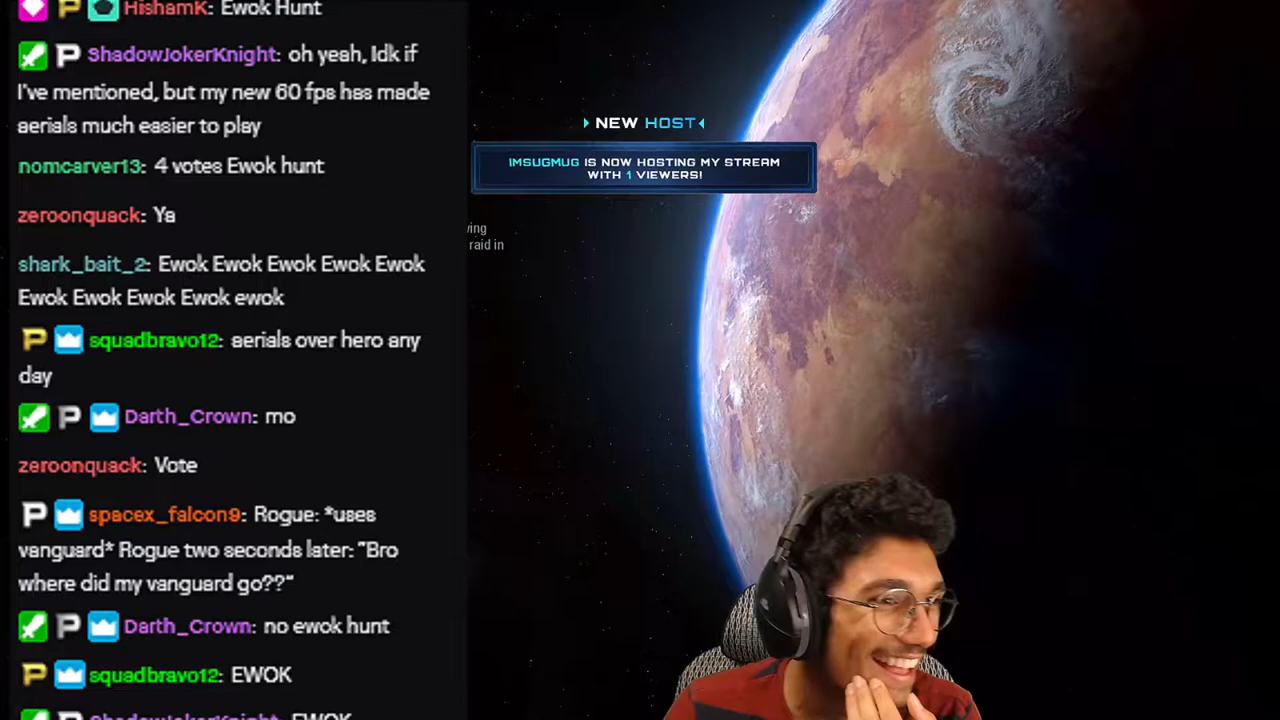 HishamK: Ewok Hunt
ShadowJokerKnight: oh yeah, Idk if
I've mentioned, but my new 60 fps has made
aerials much easier to play
nomcarver13: 4 votes Ewok hunt
zeroonquack: Ya
shark_bait_2: Ewok Ewok Ewok Ewok Ewok
Ewok Ewok Ewok Ewok ewok
squadbravo12: aerials over hero any
day
Darth_Crown: mo
zeroonquack: Vote
spacex_falcon9: Rogue: *uses
vanguard* Rogue two seconds later: "Bro
where did my vanguard go??"
Darth_Crown: no ewok hunt
squadbravo12: EWOK
ShadowJokerKnight: EWOK
NEW HOST
IMSUGMUG IS NOW HOSTING MY STREAM
WITH 1 VIEWERS!
ving
raid in